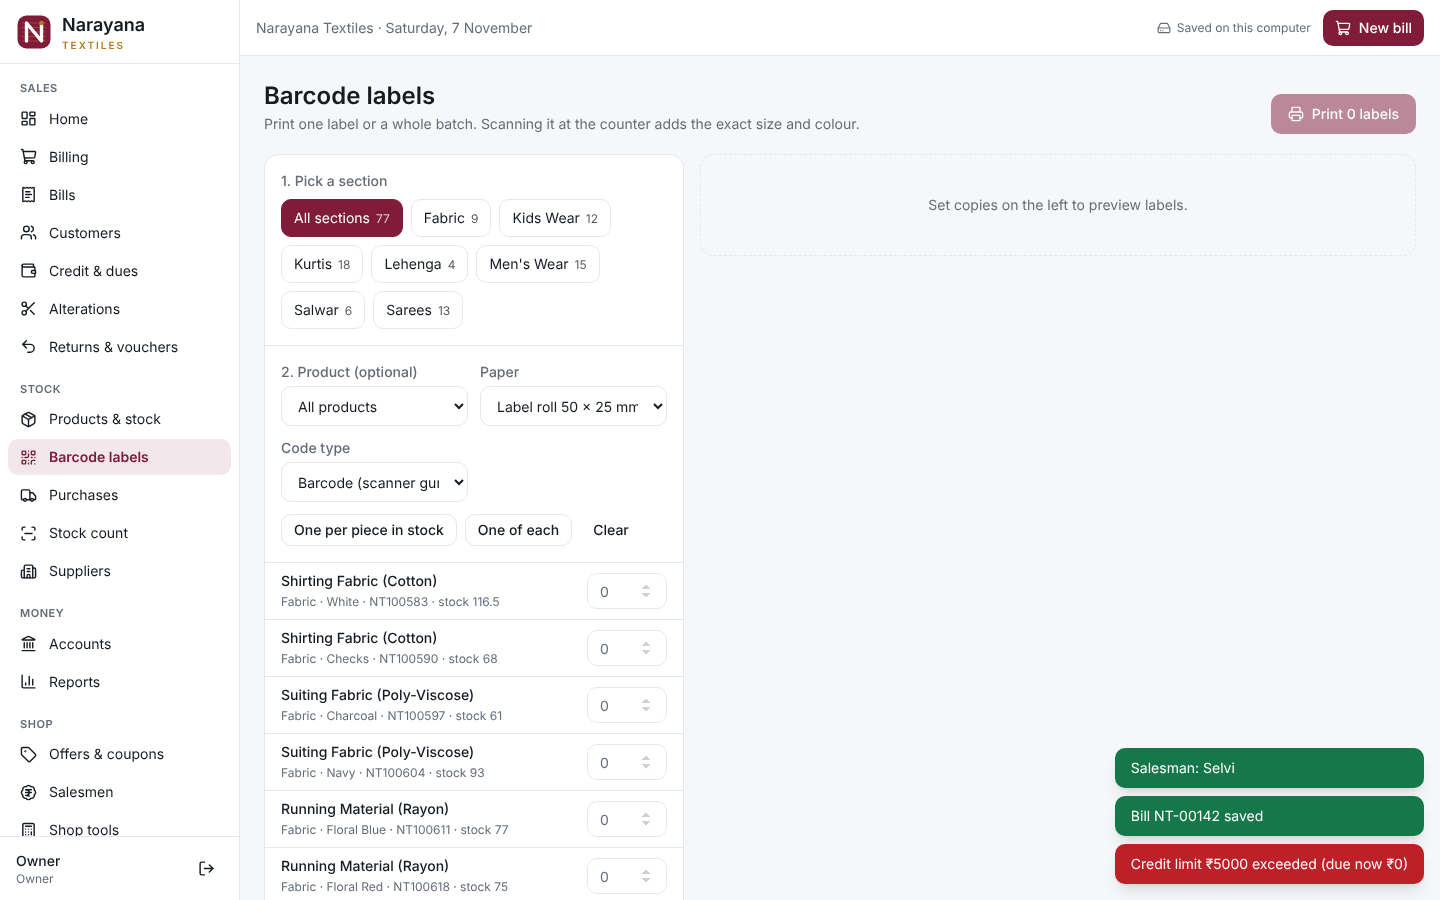 Narayana
TEXTILES
Narayana Textiles · Saturday, 7 November
Saved on this computer
New bill
SALES
Home
Billing
Bills
Customers
Credit & dues
Alterations
Returns & vouchers
STOCK
Products & stock
Barcode labels
Purchases
Stock count
Suppliers
MONEY
Accounts
Reports
SHOP
Offers & coupons
Salesmen
Shop tools
Owner
Owner
Barcode labels
Print one label or a whole batch. Scanning it at the counter adds the exact size and colour.
Print 0 labels
1. Pick a section
All sections 77
Fabric 9
Kids Wear 12
Kurtis 18
Lehenga 4
Men's Wear 15
Salwar 6
Sarees 13
2. Product (optional)
Paper
All products
Label roll 50 × 25 mm
Code type
Barcode (scanner gun
One per piece in stock
One of each
Clear
Shirting Fabric (Cotton)
Fabric · White · NT100583 · stock 116.5
0
Shirting Fabric (Cotton)
Fabric · Checks · NT100590 · stock 68
0
Suiting Fabric (Poly-Viscose)
Fabric · Charcoal · NT100597 · stock 61
0
Suiting Fabric (Poly-Viscose)
Fabric · Navy · NT100604 · stock 93
0
Running Material (Rayon)
Fabric · Floral Blue · NT100611 · stock 77
0
Running Material (Rayon)
Fabric · Floral Red · NT100618 · stock 75
0
Set copies on the left to preview labels.
Salesman: Selvi
Bill NT-00142 saved
Credit limit ₹5000 exceeded (due now ₹0)